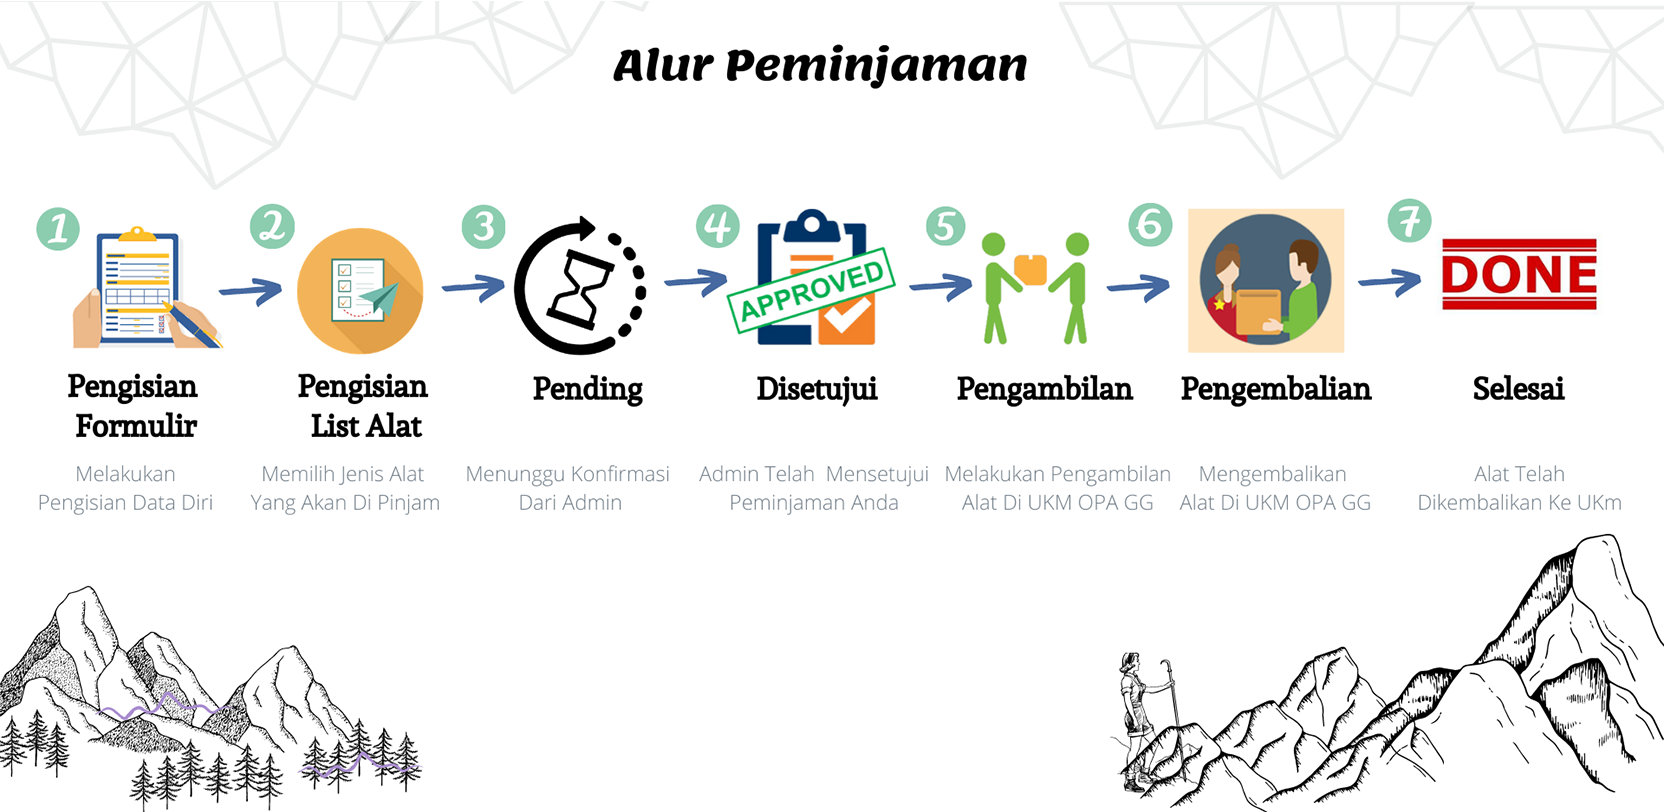 Alur Peminjaman
1
2
3
4
5
6
7
APPROVED
DONE
Pengisian
Formulir
Pengisian
List Alat
Pending
Disetujui
Pengambilan
Pengembalian
Selesai
Melakukan
Pengisian Data Diri
Memilih Jenis Alat
Yang Akan Di Pinjam
Menunggu Konfirmasi
Dari Admin
Admin Telah Mensetujui
Peminjaman Anda
Melakukan Pengambilan
Alat Di UKM OPA GG
Mengembalikan
Alat Di UKM OPA GG
Alat Telah
Dikembalikan Ke UKm